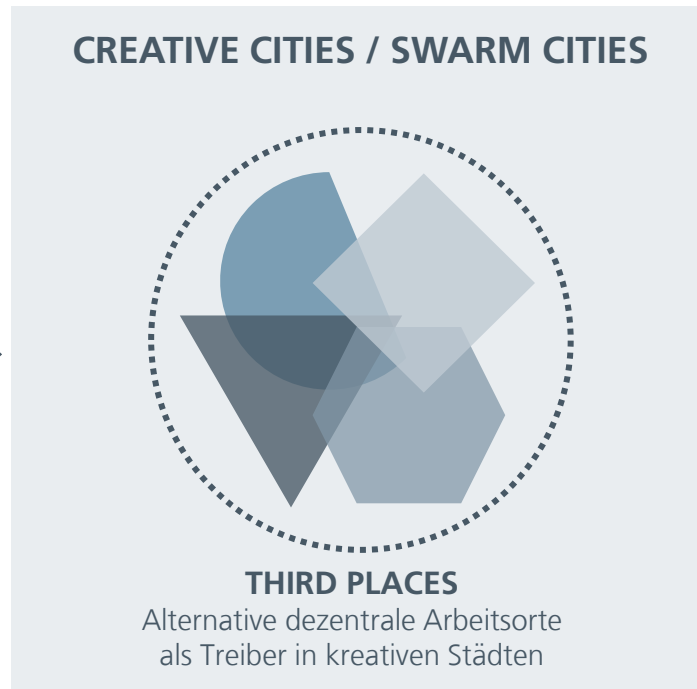 CREATIVE CITIES / SWARM CITIES
THIRD PLACES
Alternative dezentrale Arbeitsorte
als Treiber in kreativen Städten